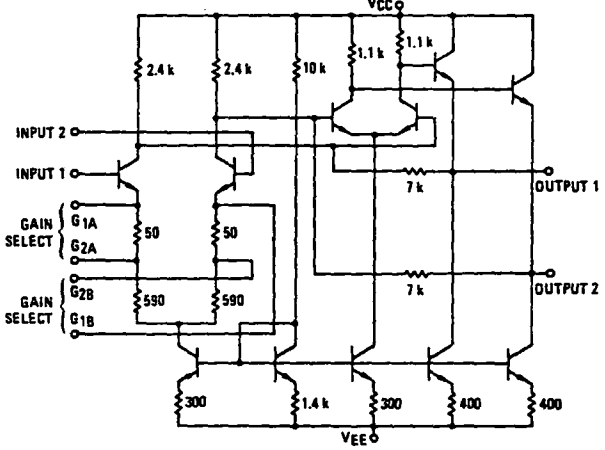 VCC
2.4 k
2.4 k
10 k
1.1 k
1.1 k
INPUT 2
INPUT 1
OUTPUT 1
7 k
GAIN SELECT
G1A
G2A
50
50
OUTPUT 2
7 k
GAIN SELECT
G2B
G1B
590
590
300
1.4 k
300
400
400
VEE